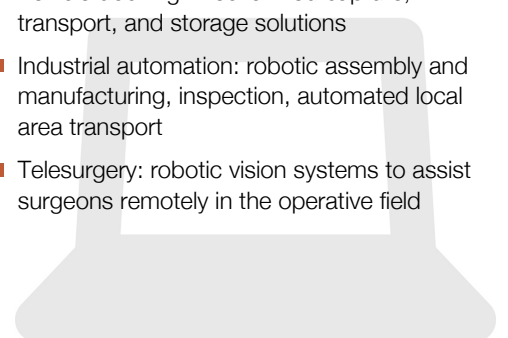 transport, and storage solutions
Industrial automation: robotic assembly and
manufacturing, inspection, automated local
area transport
Telesurgery: robotic vision systems to assist
surgeons remotely in the operative field